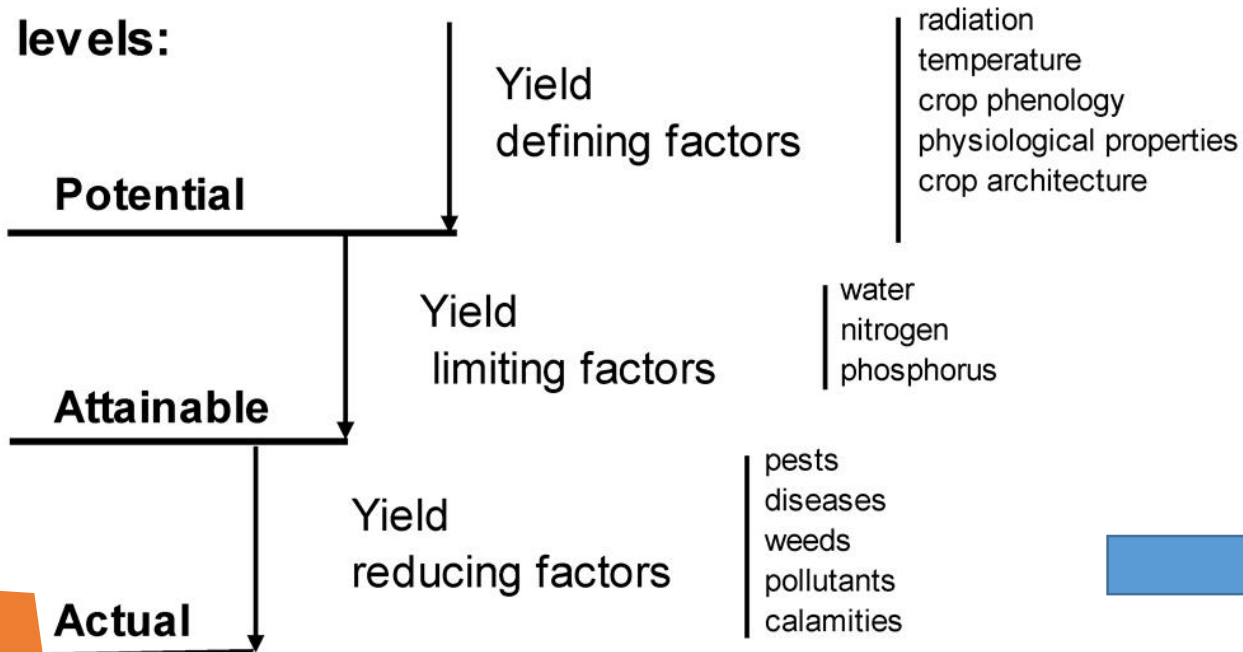 levels:
Yield
defining factors
radiation
temperature
crop phenology
physiological properties
crop architecture
Potential
Yield
limiting factors
water
nitrogen
phosphorus
Attainable
Yield
reducing factors
pests
diseases
weeds
pollutants
calamities
Actual